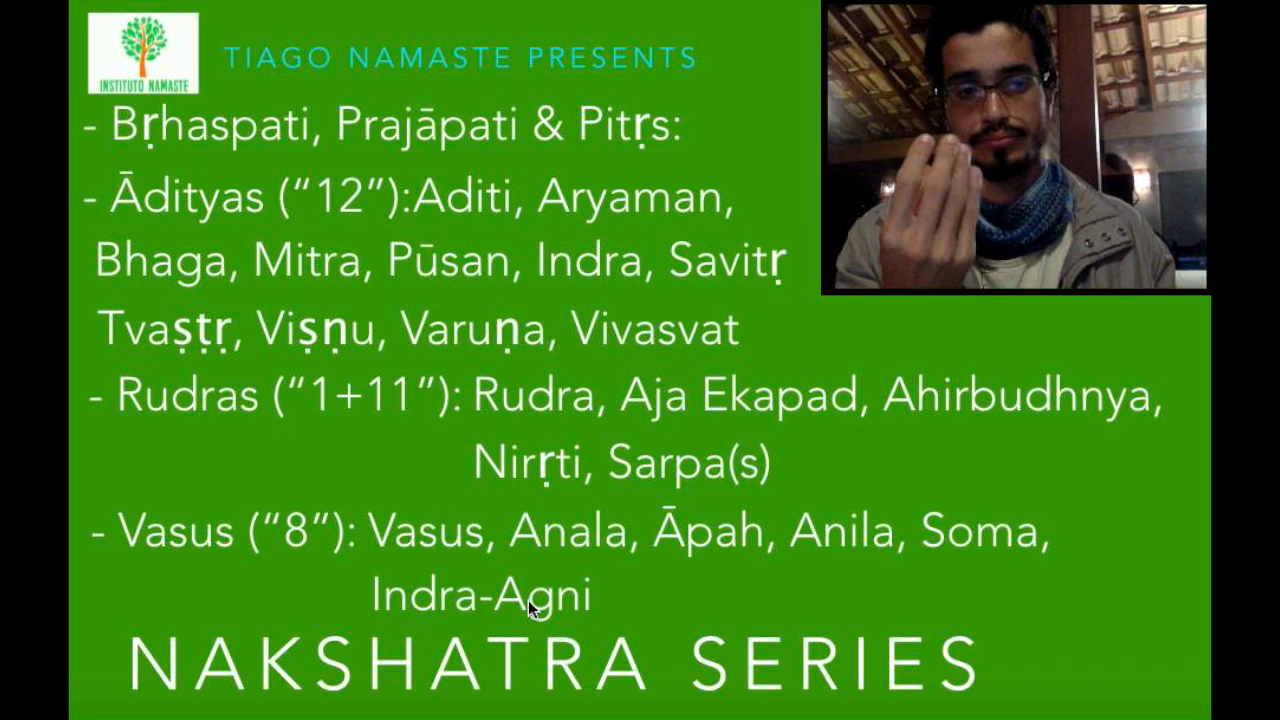 INSTITUTO NAMASTE
TIAGO NAMASTE PRESENTS
- Bṛhaspati, Prajāpati & Pitṛs:
- Ādityas (“12”):Aditi, Aryaman,
Bhaga, Mitra, Pūsan, Indra, Savitṛ
Tvaṣṭṛ, Viṣṇu, Varuṇa, Vivasvat
- Rudras (“1+11”): Rudra, Aja Ekapad, Ahirbudhnya,
Nirṛti, Sarpa(s)
- Vasus (“8”): Vasus, Anala, Āpah, Anila, Soma,
Indra-Agni
NAKSHATRA SERIES